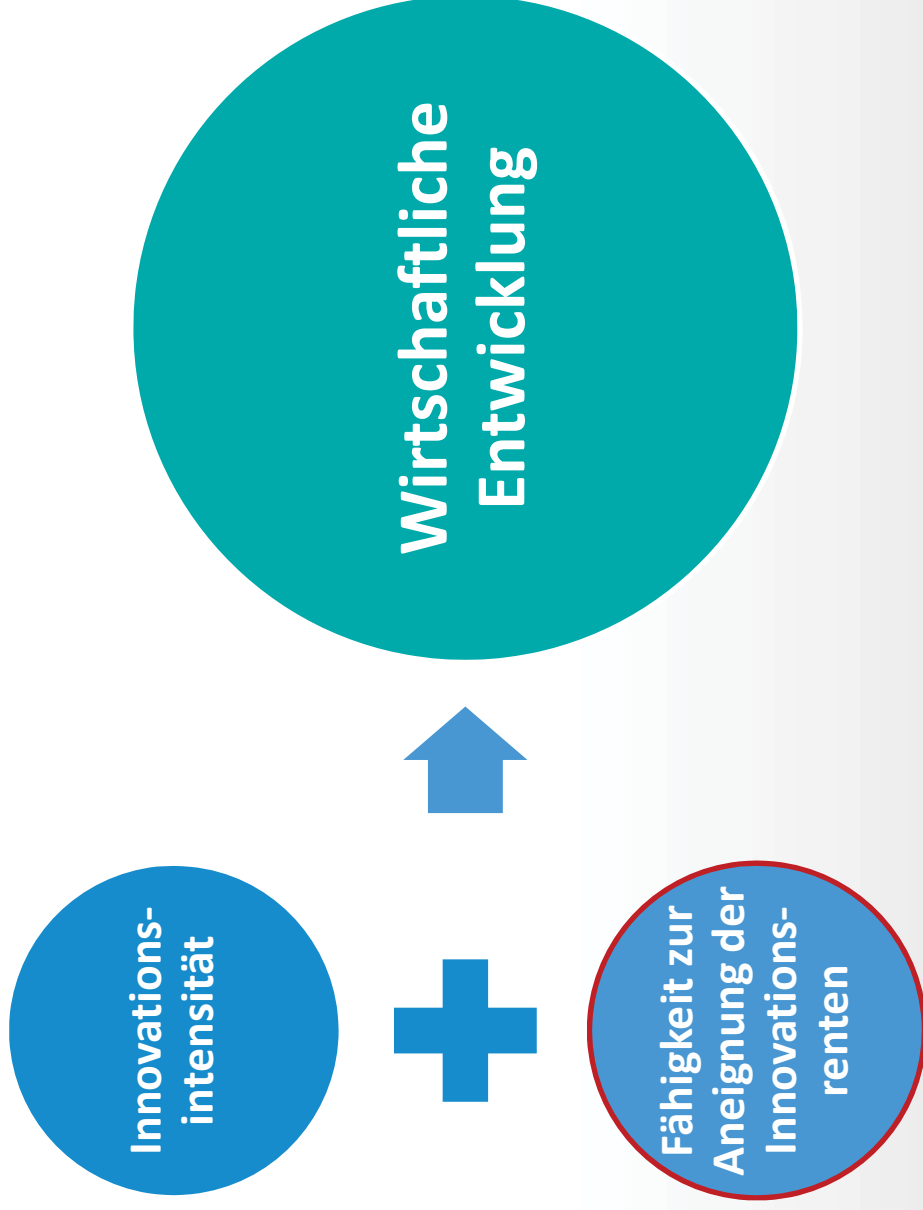 Innovations-
intensität
Fähigkeit zur
Aneignung der
Innovations-
renten
Wirtschaftliche
Entwicklung